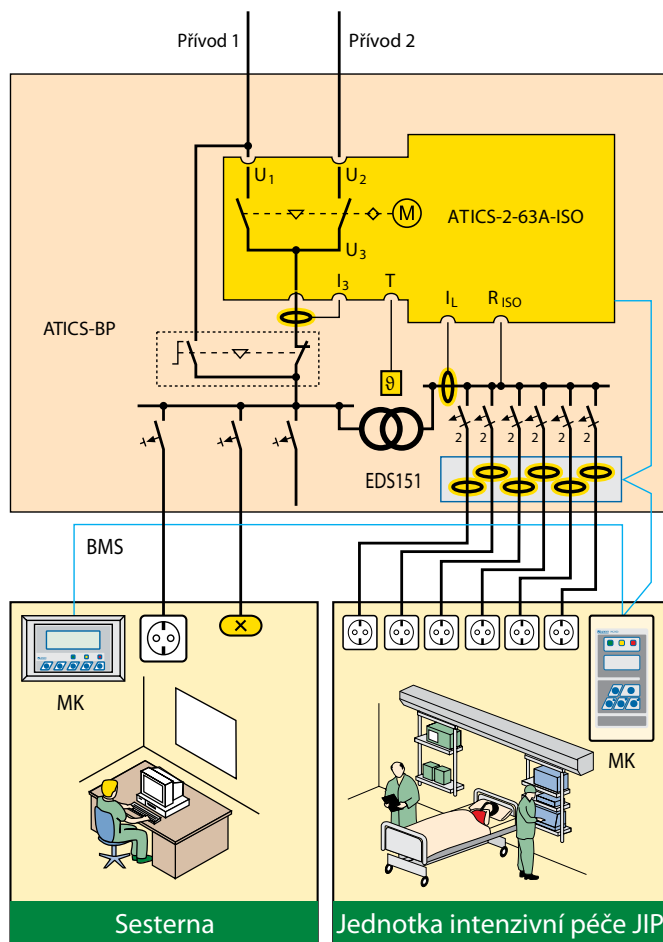 Přívod 1
Přívod 2
U1
U2
M
ATICS-2-63A-ISO
U3
I3
T
IL
RISO
ATICS-BP
ϑ
2 2 2 2 2 2
EDS151
BMS
MK
MK
Sesterna
Jednotka intenzivní péče JIP